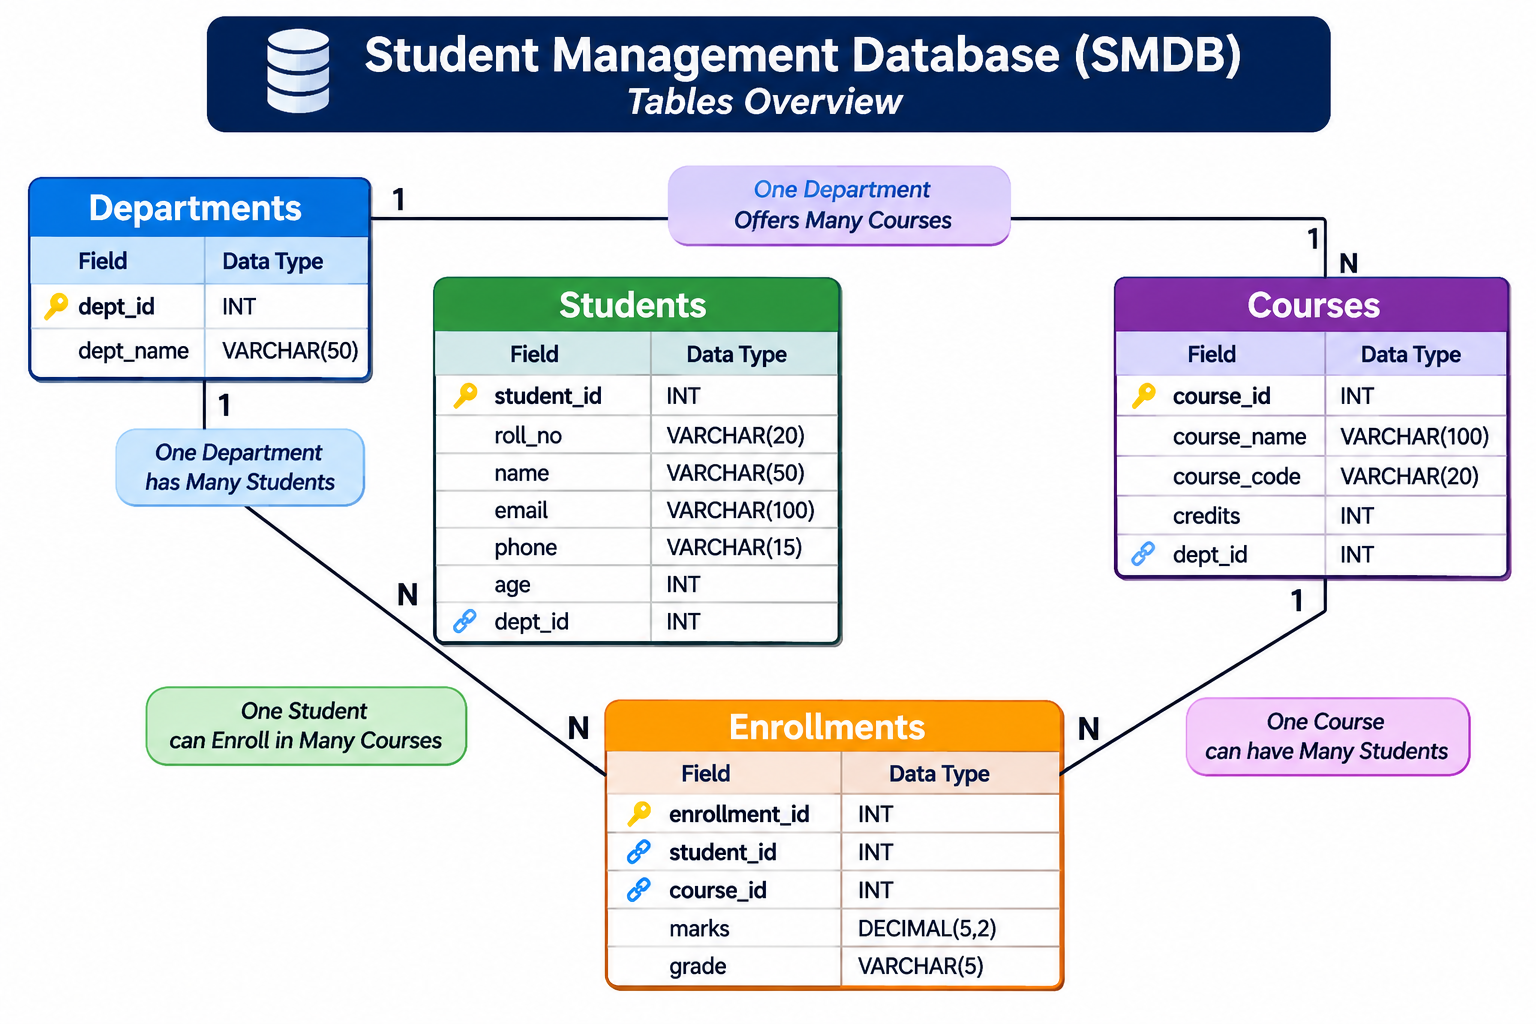 Student Management Database (SMDB)
Tables Overview
1
One Department
Offers Many Courses
1
N
Departments
Field Data Type
dept_id INT
dept_name VARCHAR(50)
1
One Department
has Many Students
N
Students
Field Data Type
student_id INT
roll_no VARCHAR(20)
name VARCHAR(50)
email VARCHAR(100)
phone VARCHAR(15)
age INT
dept_id INT
Courses
Field Data Type
course_id INT
course_name VARCHAR(100)
course_code VARCHAR(20)
credits INT
dept_id INT
1
One Student
can Enroll in Many Courses
N
Enrollments
Field Data Type
enrollment_id INT
student_id INT
course_id INT
marks DECIMAL(5,2)
grade VARCHAR(5)
N
One Course
can have Many Students